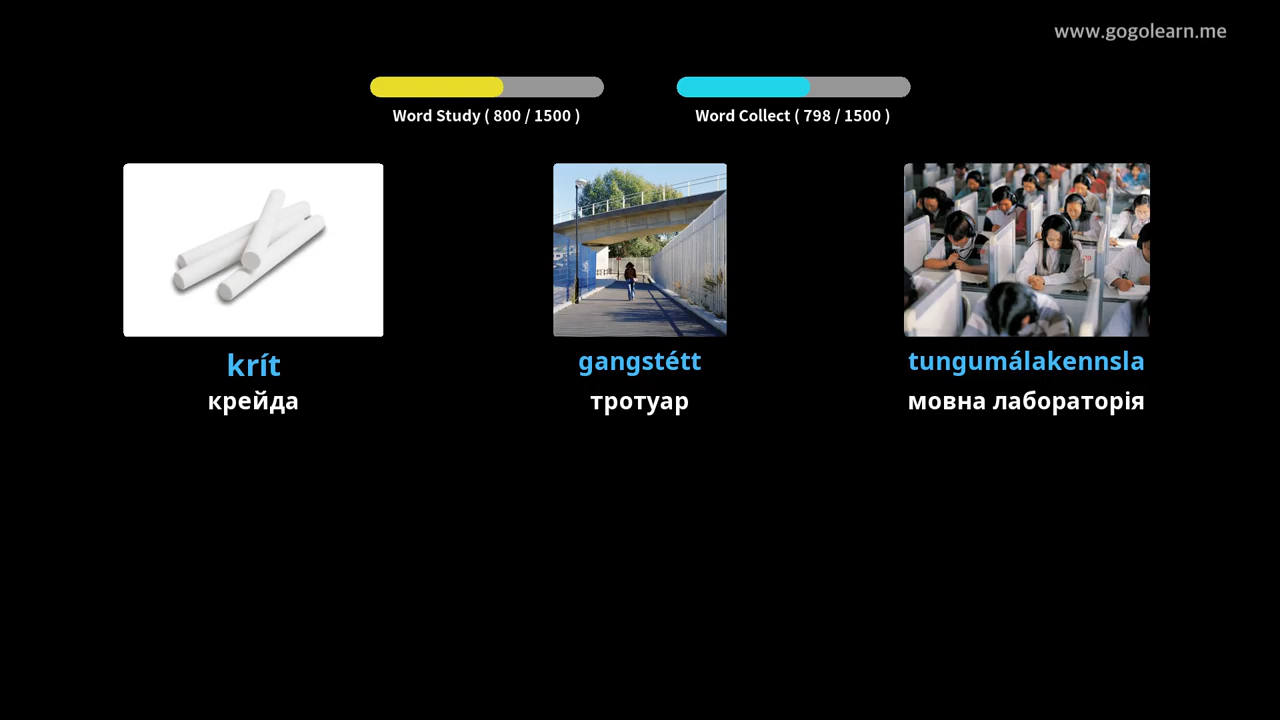 www.gogolearn.me
Word Study ( 800 / 1500 )
Word Collect ( 798 / 1500 )
krít
gangstétt
tungumálakennsla
крейда
тротуар
мовна лабораторія